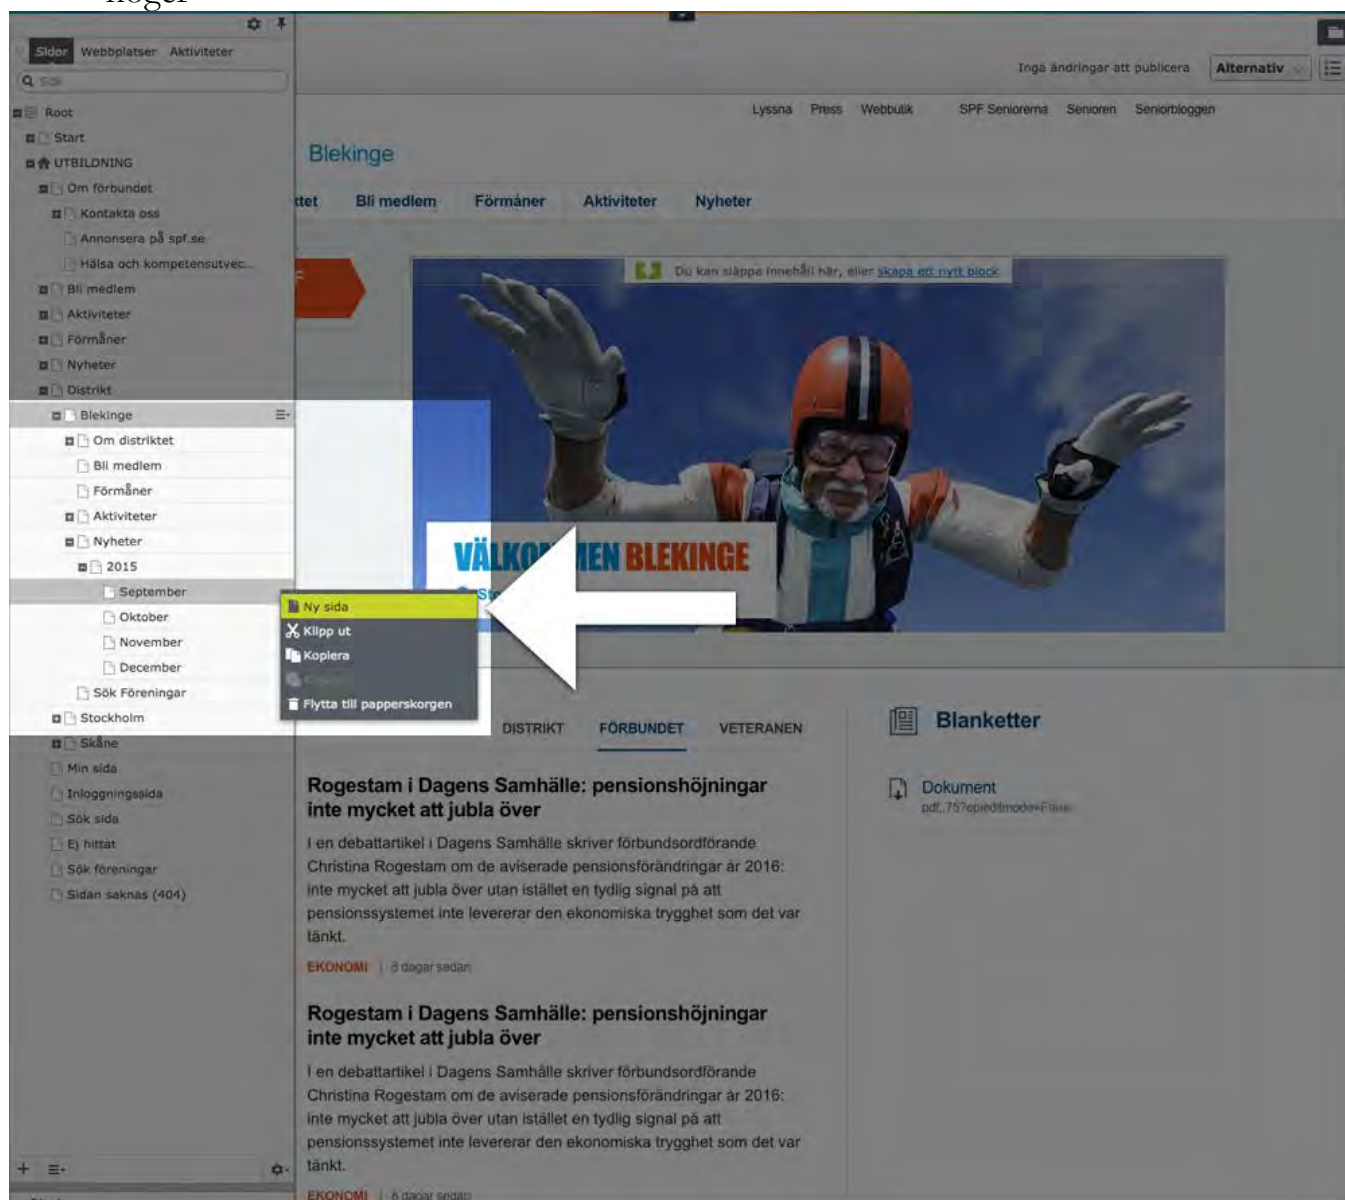 höger
Sidor Webbplatser Aktiviteter
Sök
Root
Start
UTBILDNING
Om förbundet
Kontakta oss
Annonsera på spf.se
Hälsa och kompetensutvec...
Bli medlem
Aktiviteter
Förmåner
Nyheter
Distrikt
Blekinge
Om distriktet
Bli medlem
Förmåner
Aktiviteter
Nyheter
2015
September
Oktober
November
December
Sök Föreningar
Stockholm
Skåne
Min sida
Inloggningssida
Sök sida
Ej hittat
Sök föreningar
Sidan saknas (404)
Ny sida
Klipp ut
Kopiera
Flytta till papperskorgen
Inga ändringar att publicera Alternativ
Lyssna Press Webbutik SPF Seniorerna Senioren Seniorbloggen
Blekinge
ktet Bli medlem Förmåner Aktiviteter Nyheter
Du kan släppa innehåll här, eller skapa ett nytt block
VÄLKOMMEN BLEKINGE
DISTRIKT FÖRBUNDET VETERANEN
Rogestam i Dagens Samhälle: pensionshöjningar
inte mycket att jubla över
I en debattartikel i Dagens Samhälle skriver förbundsordförande
Christina Rogestam om de aviserade pensionsförändringar år 2016:
inte mycket att jubla över utan istället en tydlig signal på att
pensionssystemet inte levererar den ekonomiska trygghet som det var
tänkt.
EKONOMI | 8 dagar sedan
Rogestam i Dagens Samhälle: pensionshöjningar
inte mycket att jubla över
I en debattartikel i Dagens Samhälle skriver förbundsordförande
Christina Rogestam om de aviserade pensionsförändringar år 2016:
inte mycket att jubla över utan istället en tydlig signal på att
pensionssystemet inte levererar den ekonomiska trygghet som det var
tänkt.
EKONOMI | 8 dagar sedan
Blanketter
Dokument
pdf,.75?epieditmode=False